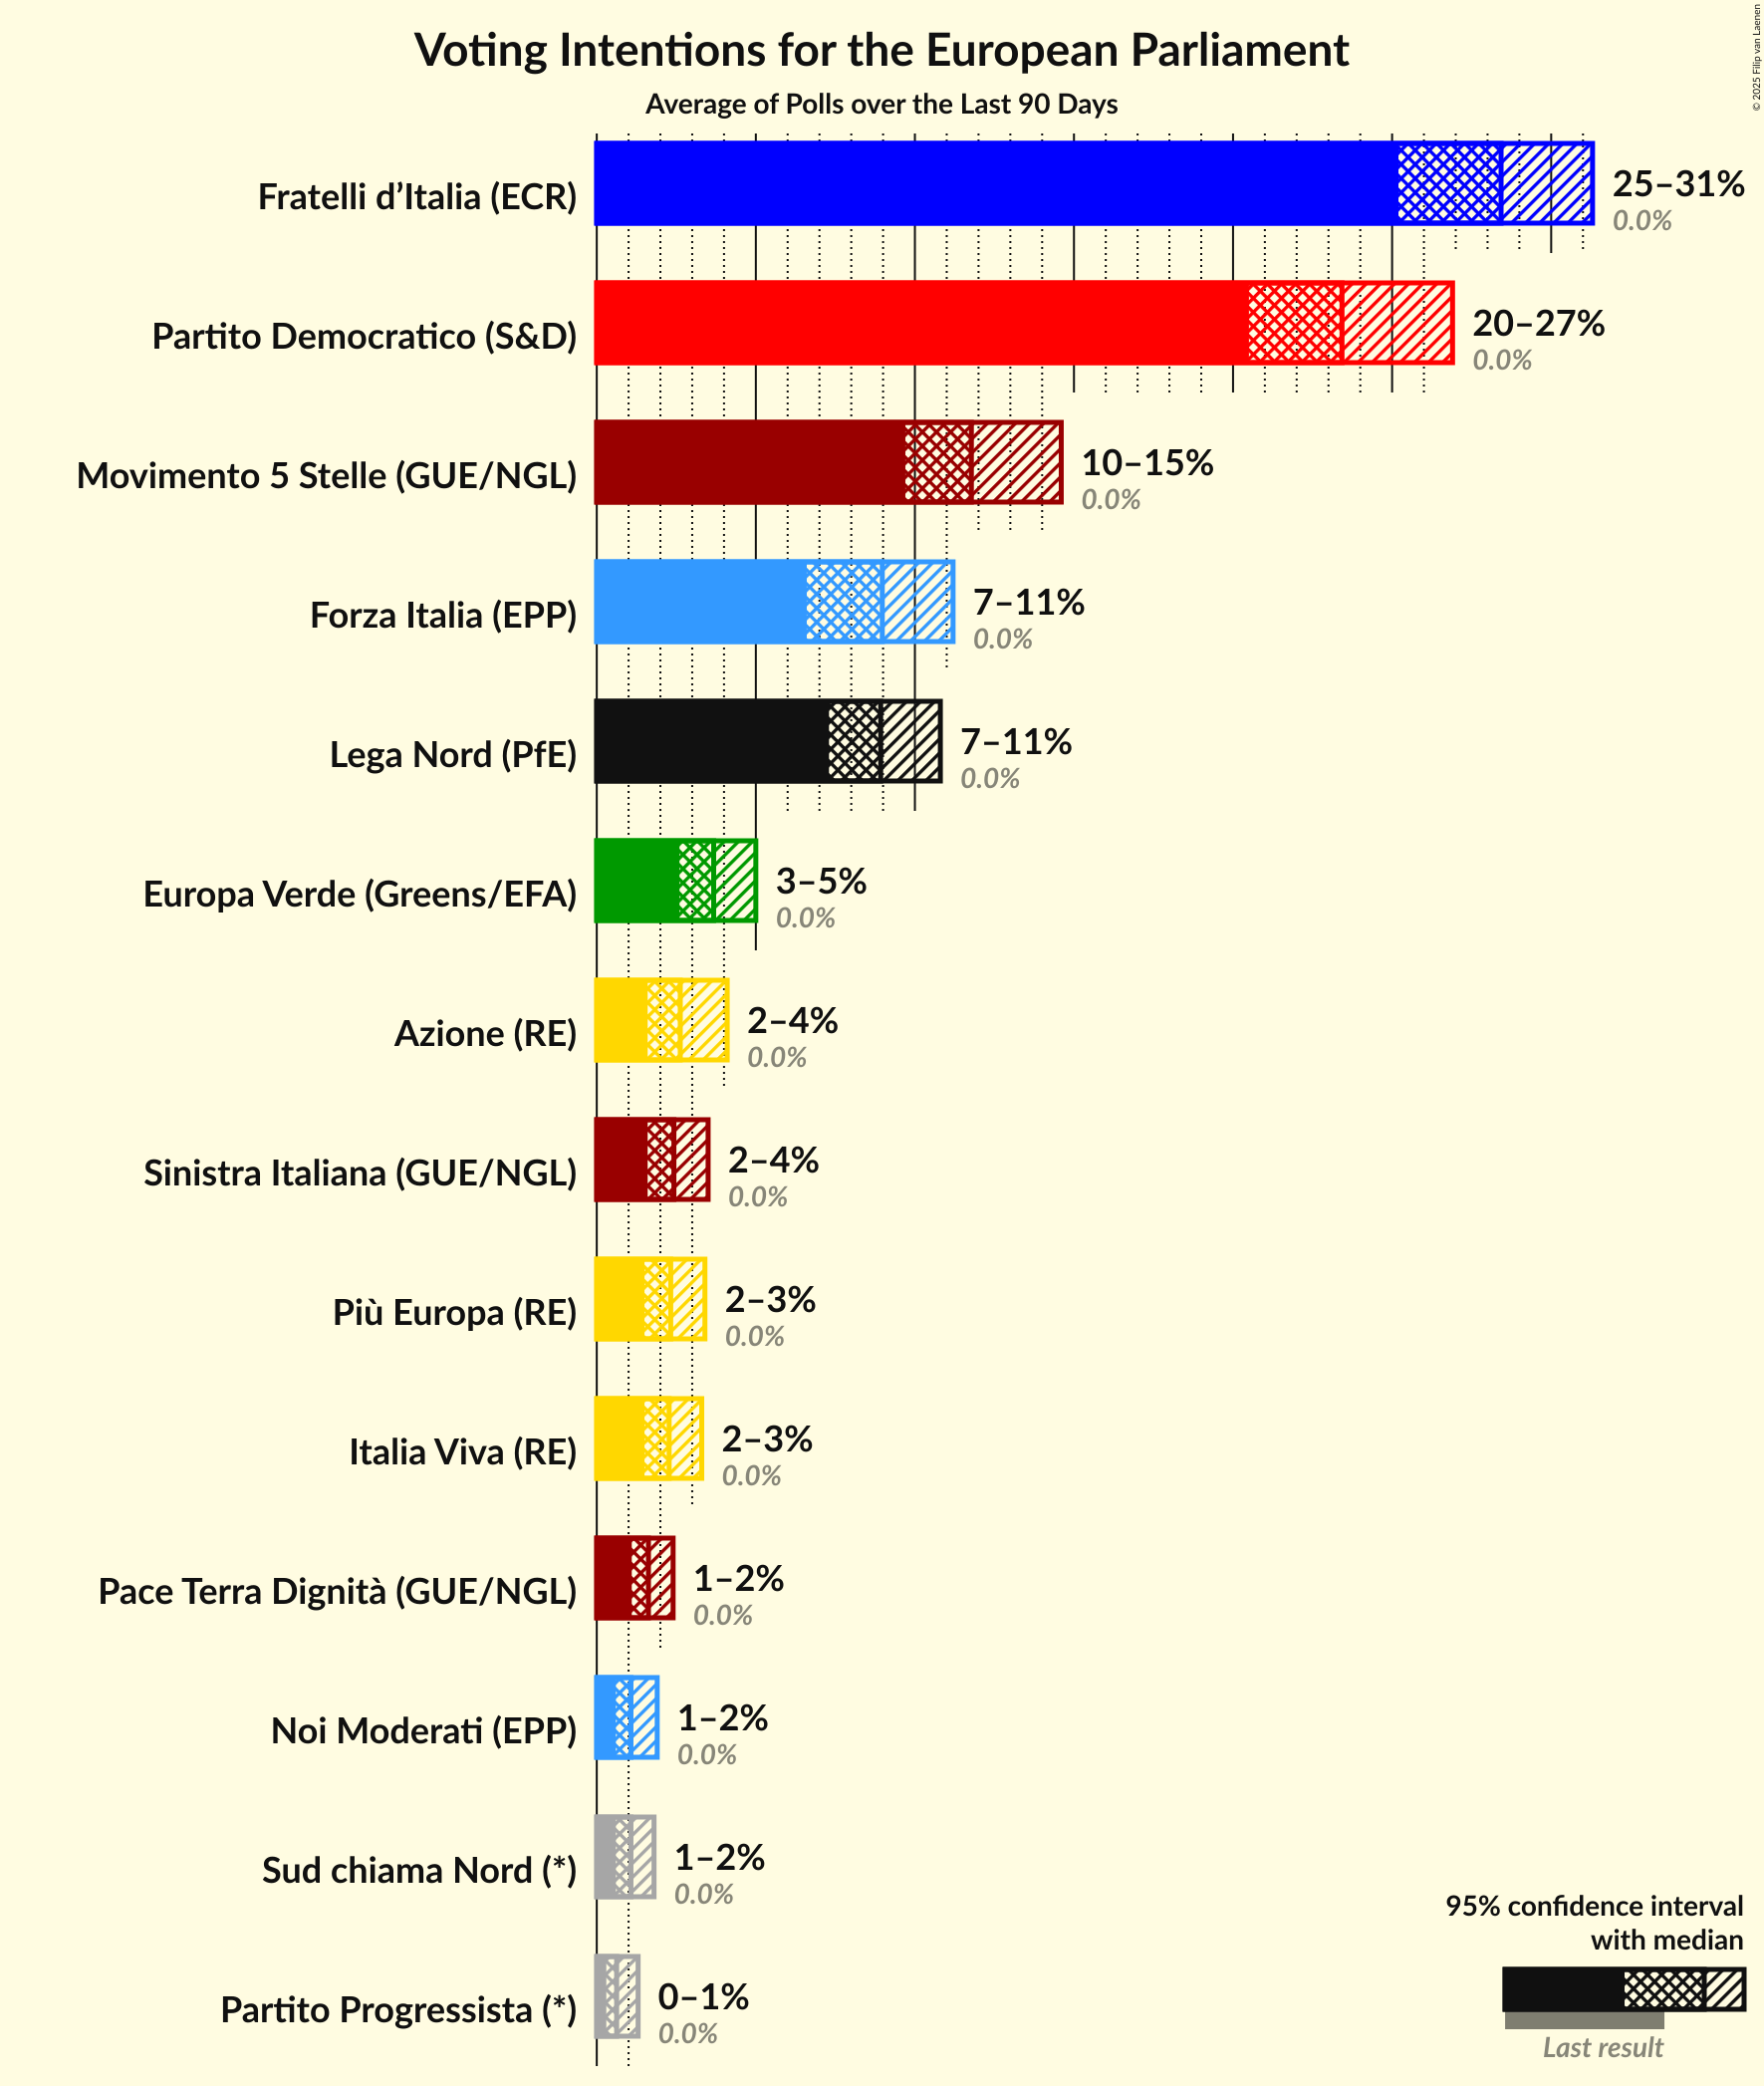 Voting Intentions for the European Parliament
Average of Polls over the Last 90 Days
© 2025 Filip van Laenen
Fratelli d’Italia (ECR)
25–31%
0.0%
Partito Democratico (S&D)
20–27%
0.0%
Movimento 5 Stelle (GUE/NGL)
10–15%
0.0%
Forza Italia (EPP)
7–11%
0.0%
Lega Nord (PfE)
7–11%
0.0%
Europa Verde (Greens/EFA)
3–5%
0.0%
Azione (RE)
2–4%
0.0%
Sinistra Italiana (GUE/NGL)
2–4%
0.0%
Più Europa (RE)
2–3%
0.0%
Italia Viva (RE)
2–3%
0.0%
Pace Terra Dignità (GUE/NGL)
1–2%
0.0%
Noi Moderati (EPP)
1–2%
0.0%
Sud chiama Nord (*)
1–2%
0.0%
Partito Progressista (*)
0–1%
0.0%
95% confidence interval
with median
Last result